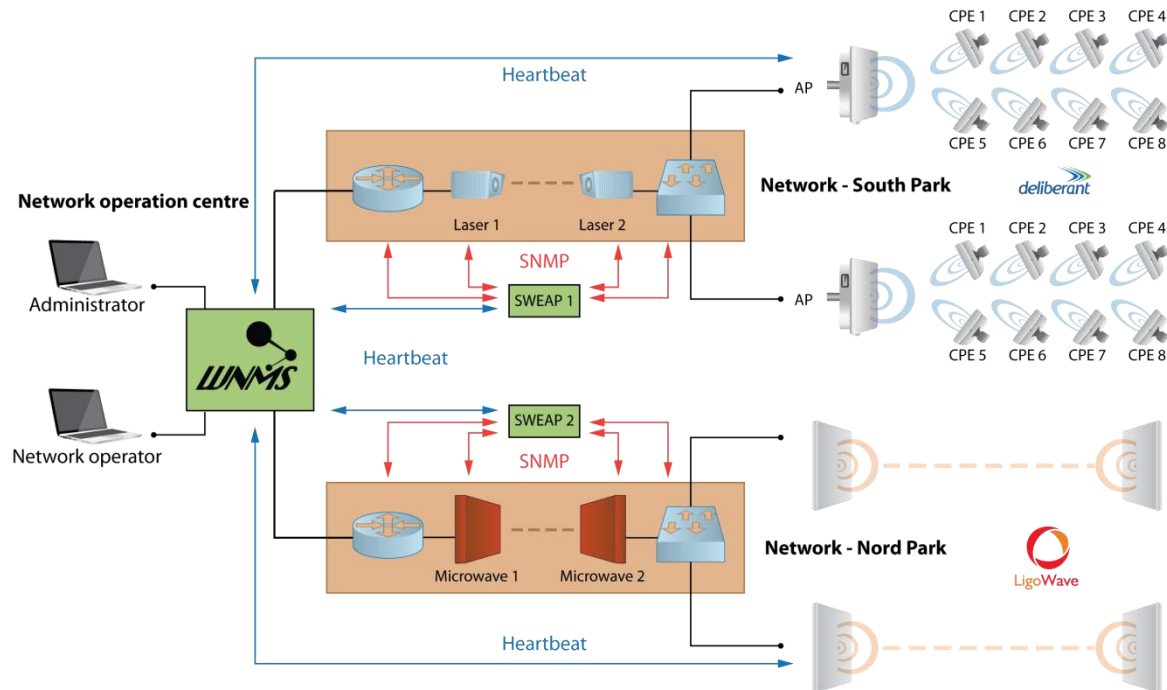 CPE 1 CPE 2 CPE 3 CPE 4
Heartbeat
AP
CPE 5 CPE 6 CPE 7 CPE 8
Network operation centre
Laser 1
Laser 2
Network - South Park
deliberant
CPE 1 CPE 2 CPE 3 CPE 4
SNMP
SWEAP 1
AP
Administrator
CPE 5 CPE 6 CPE 7 CPE 8
Heartbeat
WNMS
SWEAP 2
SNMP
Network operator
Network - Nord Park
Microwave 1
Microwave 2
LigoWave
Heartbeat